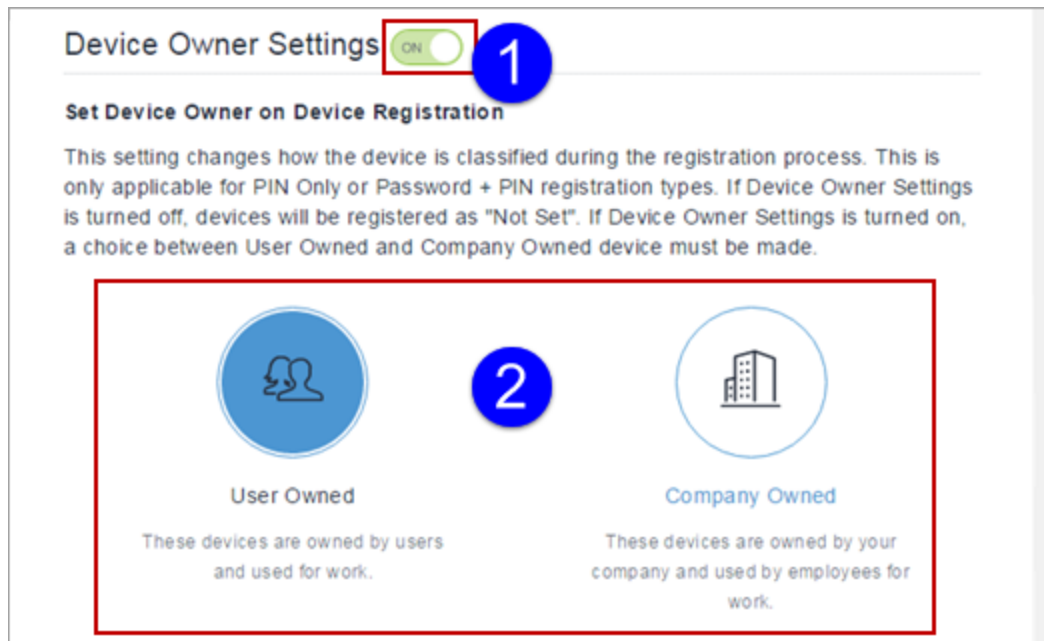 Device Owner Settings ON
1
Set Device Owner on Device Registration
This setting changes how the device is classified during the registration process. This is
only applicable for PIN Only or Password + PIN registration types. If Device Owner Settings
is turned off, devices will be registered as "Not Set". If Device Owner Settings is turned on,
a choice between User Owned and Company Owned device must be made.
2
User Owned
These devices are owned by users
and used for work.
Company Owned
These devices are owned by your
company and used by employees for
work.